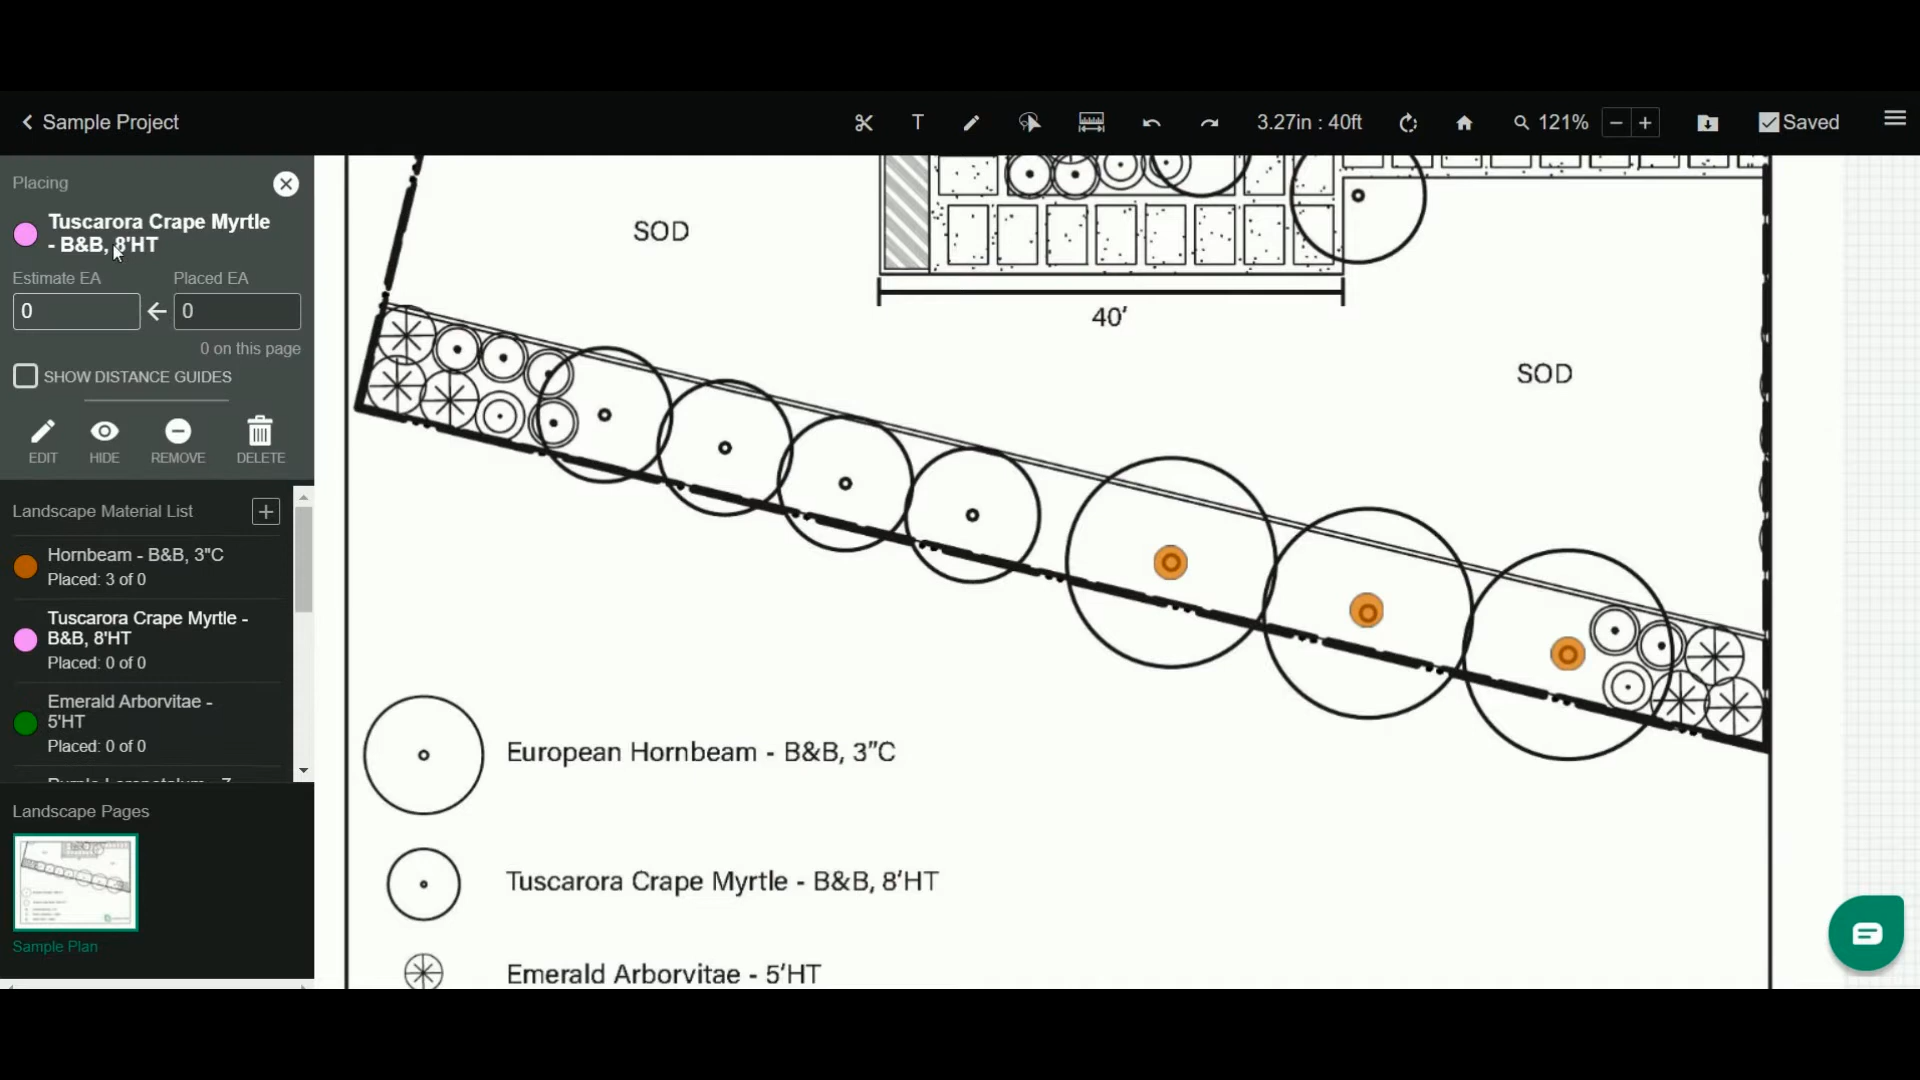 Sample Project
T
3.27in : 40ft
121%
Saved
Placing
Tuscarora Crape Myrtle
- B&B, 8'HT
Estimate EA
Placed EA
0
0
0 on this page
SHOW DISTANCE GUIDES
EDIT
HIDE
REMOVE
DELETE
Landscape Material List
Hornbeam - B&B, 3"C
Placed: 3 of 0
Tuscarora Crape Myrtle -
B&B, 8'HT
Placed: 0 of 0
Emerald Arborvitae -
5'HT
Placed: 0 of 0
Landscape Pages
Sample Plan
SOD
40'
SOD
European Hornbeam - B&B, 3"C
Tuscarora Crape Myrtle - B&B, 8'HT
Emerald Arborvitae - 5'HT